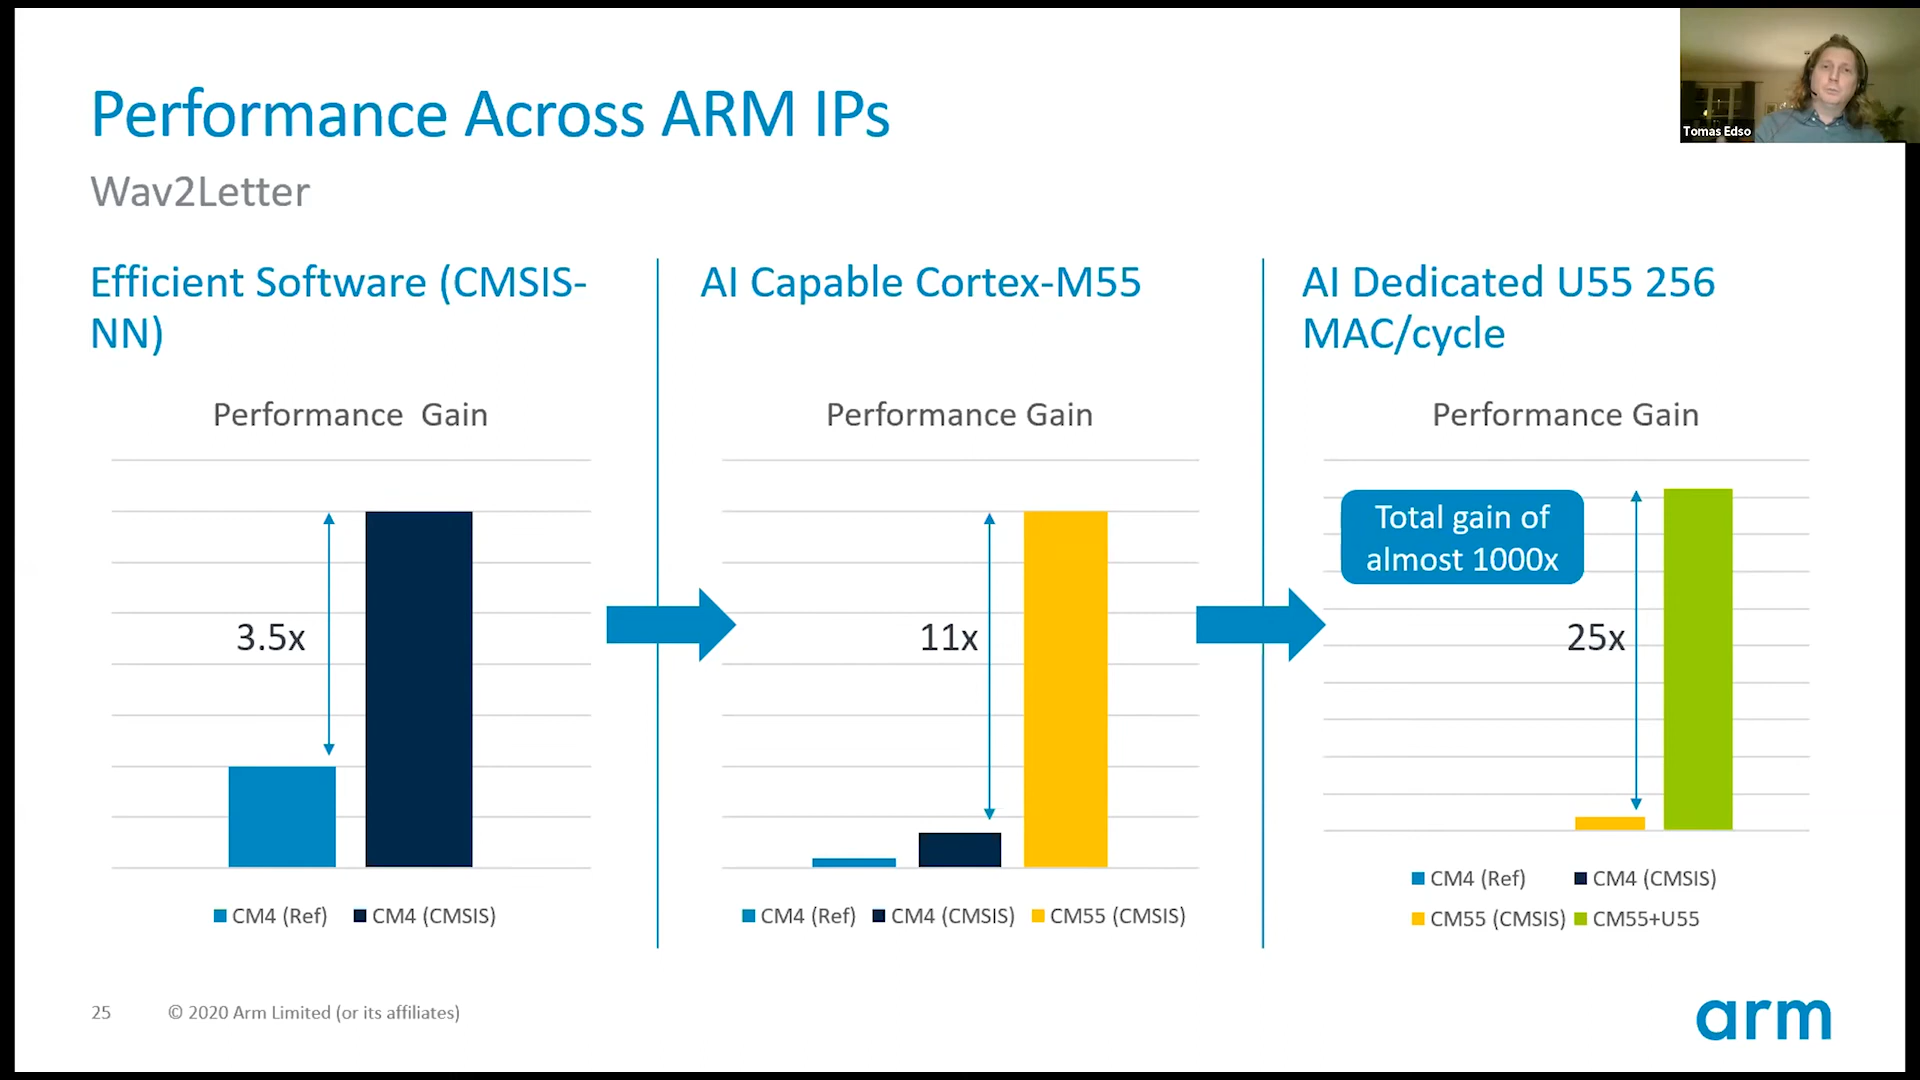 Performance Across ARM IPs
Wav2Letter
Tomas Edso
Efficient Software (CMSIS-
NN)
Performance Gain
3.5x
CM4 (Ref) CM4 (CMSIS)
AI Capable Cortex-M55
Performance Gain
11x
CM4 (Ref) CM4 (CMSIS) CM55 (CMSIS)
AI Dedicated U55 256
MAC/cycle
Performance Gain
Total gain of
almost 1000x
25x
CM4 (Ref) CM4 (CMSIS)
CM55 (CMSIS) CM55+U55
25 © 2020 Arm Limited (or its affiliates)
arm